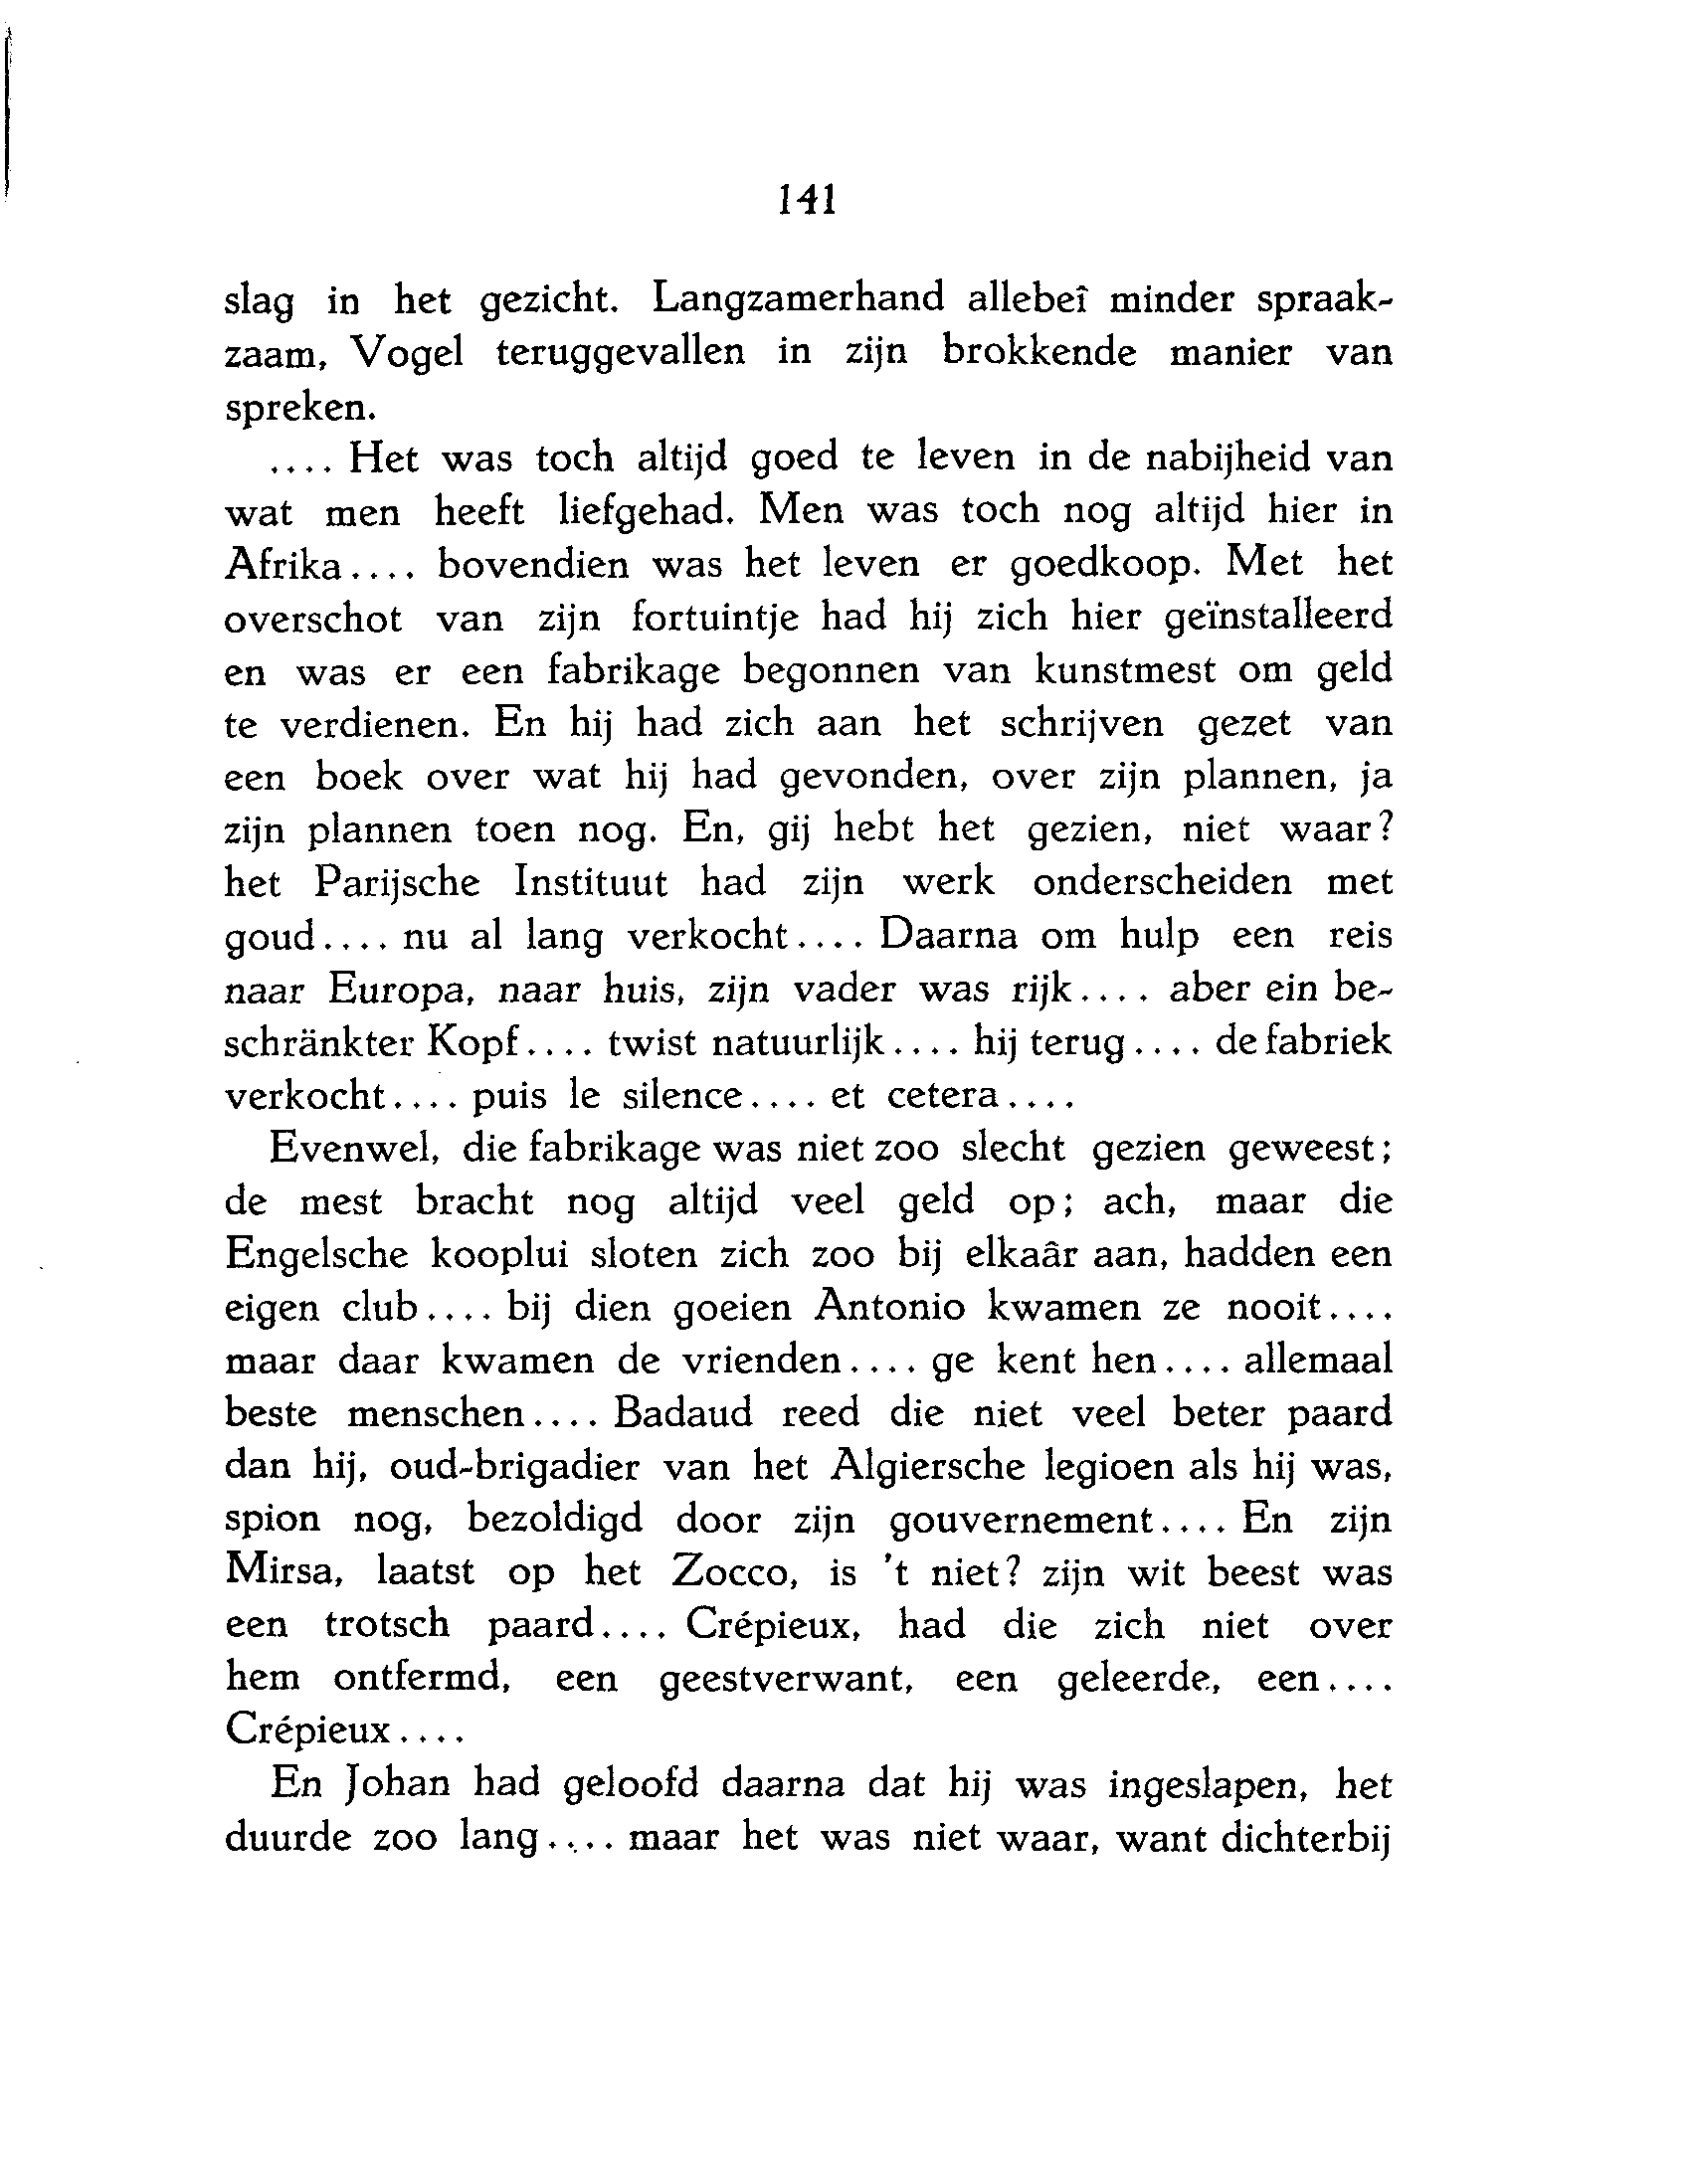 141
slag in het gezicht. Langzamerhand allebeî minder spraak-
zaam, Vogel teruggevallen in zijn brokkende manier van
spreken.
.... Het was toch altijd goed te leven in de nabijheid van
wat men heeft liefgehad. Men was toch nog altijd hier in
Afrika.... bovendien was het leven er goedkoop. Met het
overschot van zijn fortuintje had hij zich hier geïnstalleerd
en was er een fabrikage begonnen van kunstmest om geld
te verdienen. En hij had zich aan het schrijven gezet van
een boek over wat hij had gevonden, over zijn plannen, ja
zijn plannen toen nog. En, gij hebt het gezien, niet waar?
het Parijsche Instituut had zijn werk onderscheiden met
goud.... nu al lang verkocht.... Daarna om hulp een reis
naar Europa, naar huis, zijn vader was rijk.... aber ein be-
schränkter Kopf.... twist natuurlijk.... hij terug.... de fabriek
verkocht.... puis le silence.... et cetera....
Evenwel, die fabrikage was niet zoo slecht gezien geweest;
de mest bracht nog altijd veel geld op; ach, maar die
Engelsche kooplui sloten zich zoo bij elkaâr aan, hadden een
eigen club.... bij dien goeien Antonio kwamen ze nooit....
maar daar kwamen de vrienden.... ge kent hen.... allemaal
beste menschen.... Badaud reed die niet veel beter paard
dan hij, oud-brigadier van het Algiersche legioen als hij was,
spion nog, bezoldigd door zijn gouvernement.... En zijn
Mirsa, laatst op het Zocco, is 't niet? zijn wit beest was
een trotsch paard.... Crépieux, had die zich niet over
hem ontfermd, een geestverwant, een geleerde, een....
Crépieux....
En Johan had geloofd daarna dat hij was ingeslapen, het
duurde zoo lang.... maar het was niet waar, want dichterbij